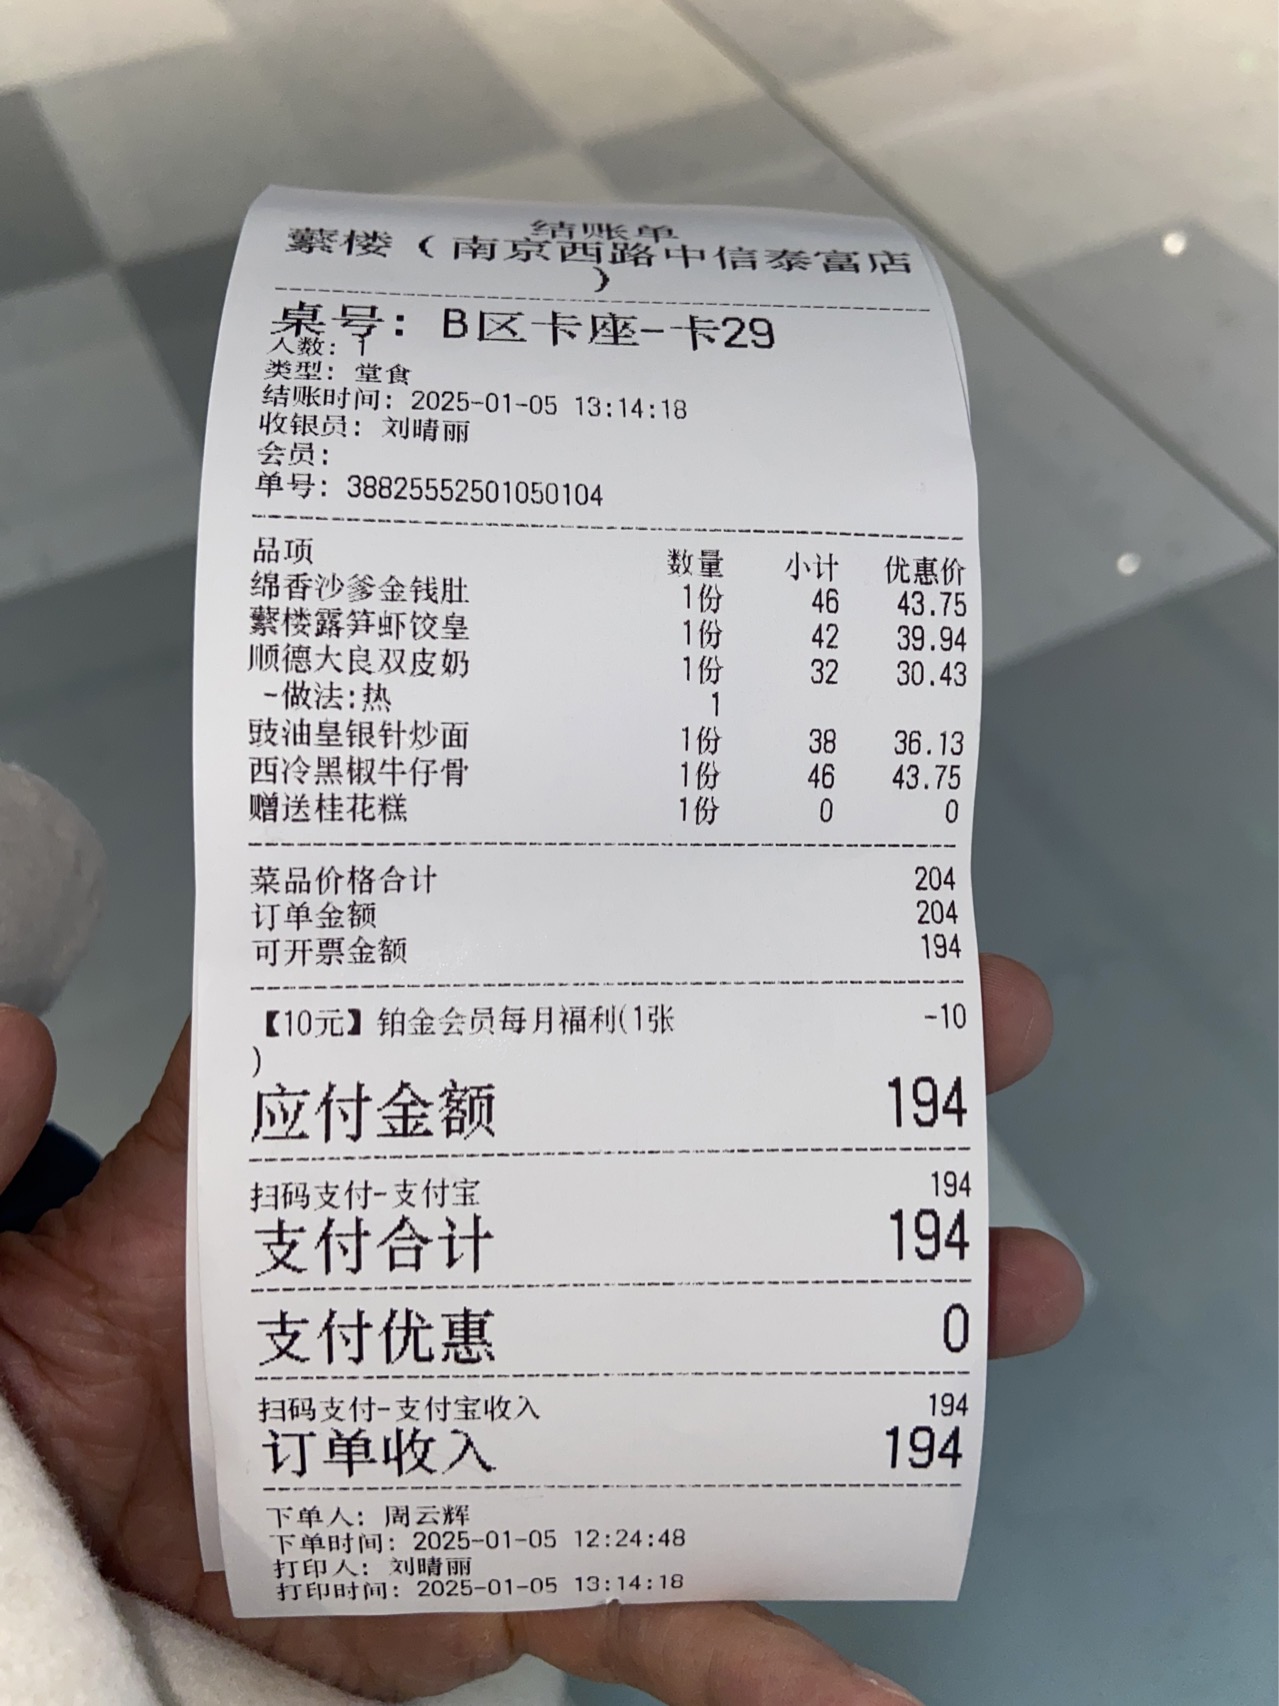 结账单
蘩楼（南京西路中信泰富店
）
桌号：B区卡座-卡29
人数：1
类型：堂食
结账时间：2025-01-05 13:14:18
收银员：刘晴丽
会员：
单号：38825552501050104
品项 数量 小计 优惠价
绵香沙爹金钱肚 1份 46 43.75
蘩楼露笋虾饺皇 1份 42 39.94
顺德大良双皮奶 1份 32 30.43
-做法:热 1
豉油皇银针炒面 1份 38 36.13
西冷黑椒牛仔骨 1份 46 43.75
赠送桂花糕 1份 0 0
菜品价格合计 204
订单金额 204
可开票金额 194
【10元】铂金会员每月福利(1张 -10
)
应付金额 194
扫码支付-支付宝 194
支付合计 194
支付优惠 0
扫码支付-支付宝收入 194
订单收入 194
下单人：周云辉
下单时间：2025-01-05 12:24:48
打印人：刘晴丽
打印时间：2025-01-05 13:14:18